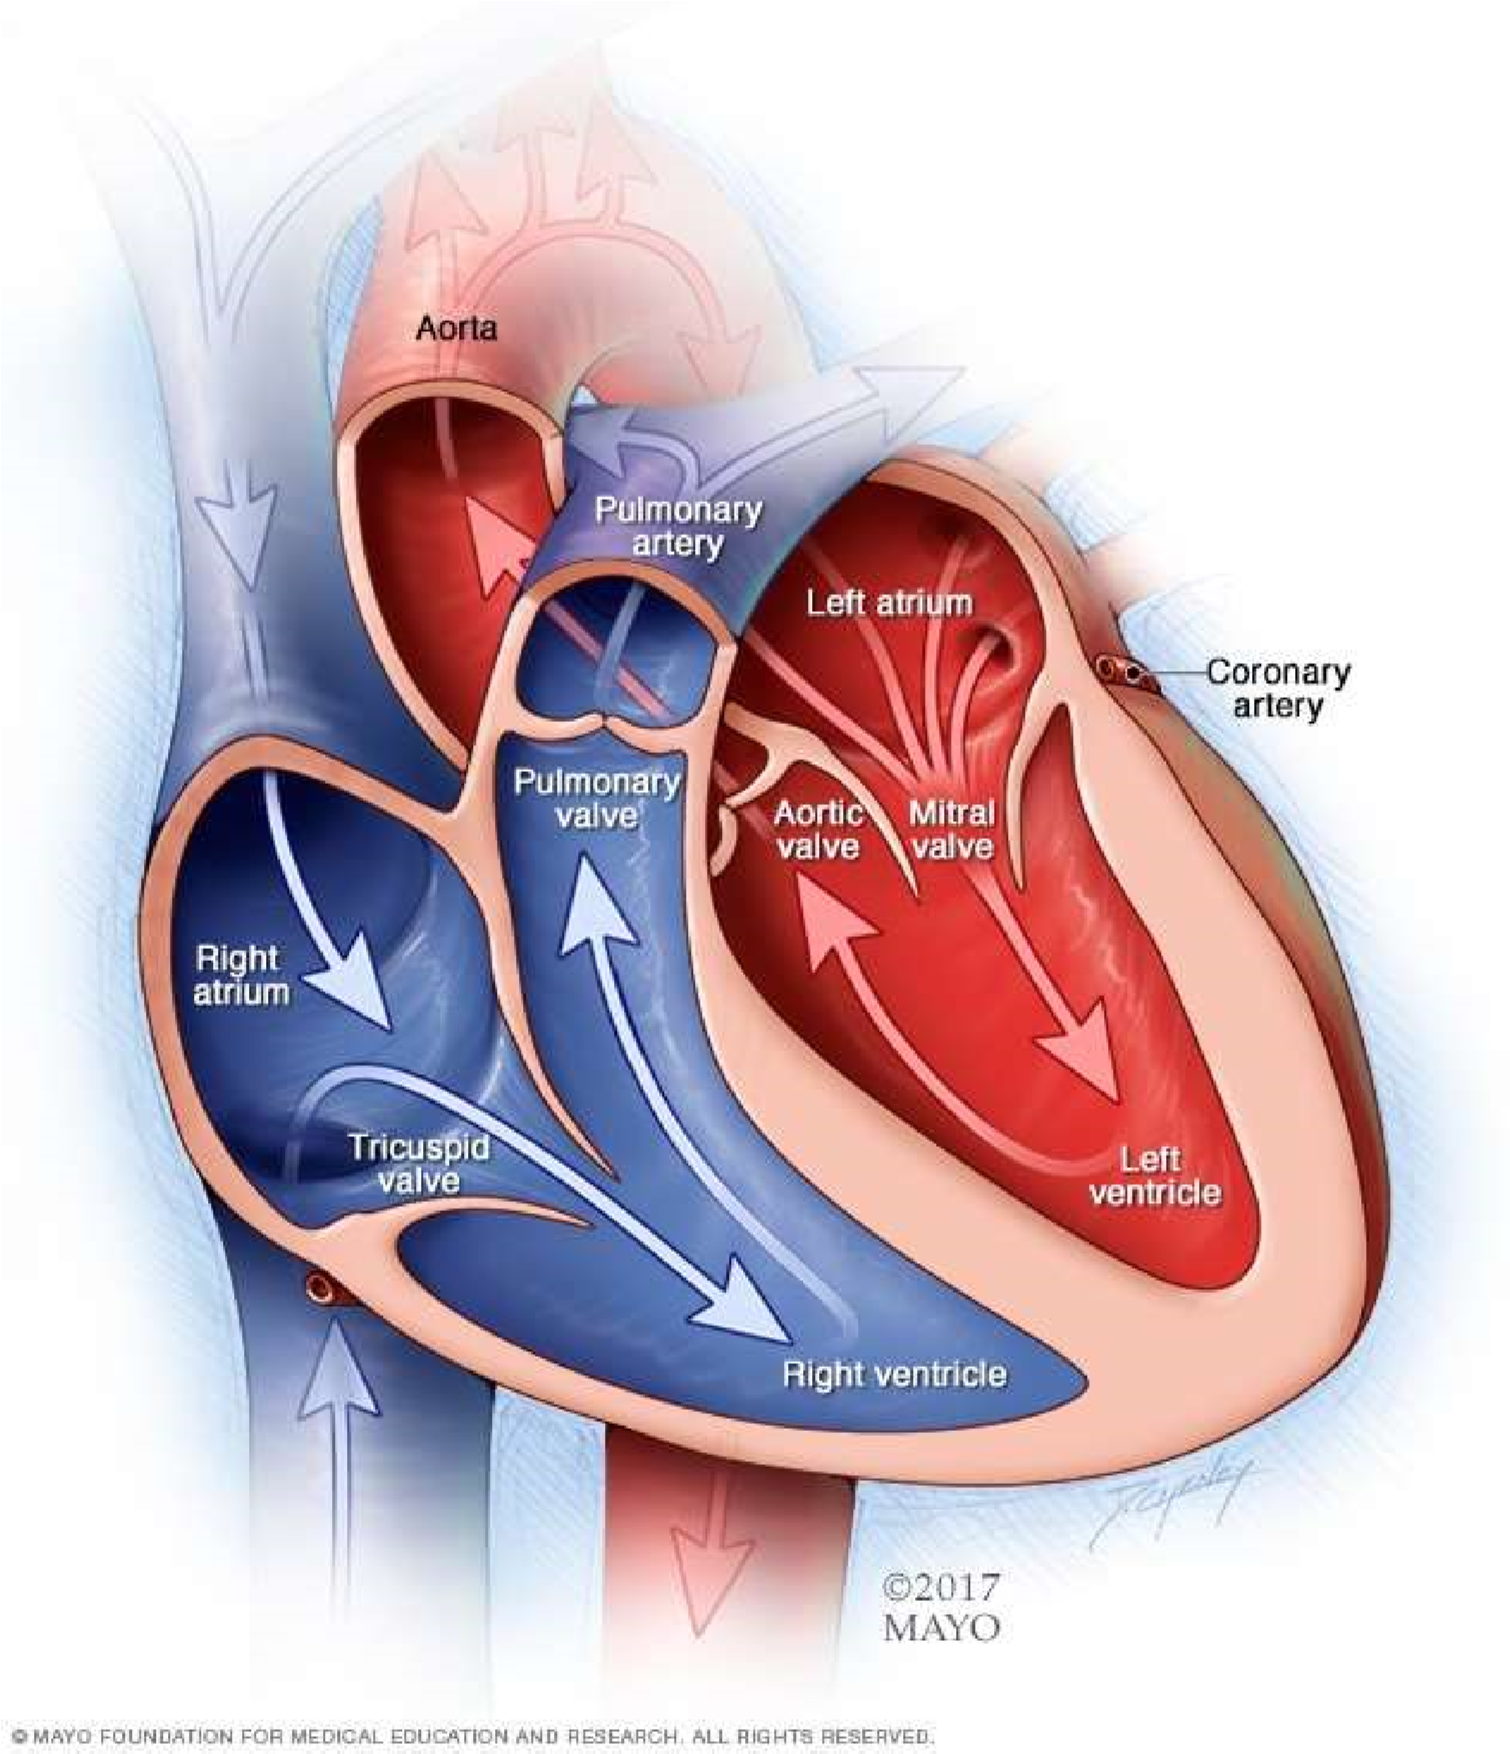 Aorta
Pulmonary
artery
Left atrium
Coronary
artery
Pulmonary
valve
Aortic
valve
Mitral
valve
Right
atrium
Tricuspid
valve
Left
ventricle
Right ventricle
©2017
MAYO
© MAYO FOUNDATION FOR MEDICAL EDUCATION AND RESEARCH. ALL RIGHTS RESERVED.